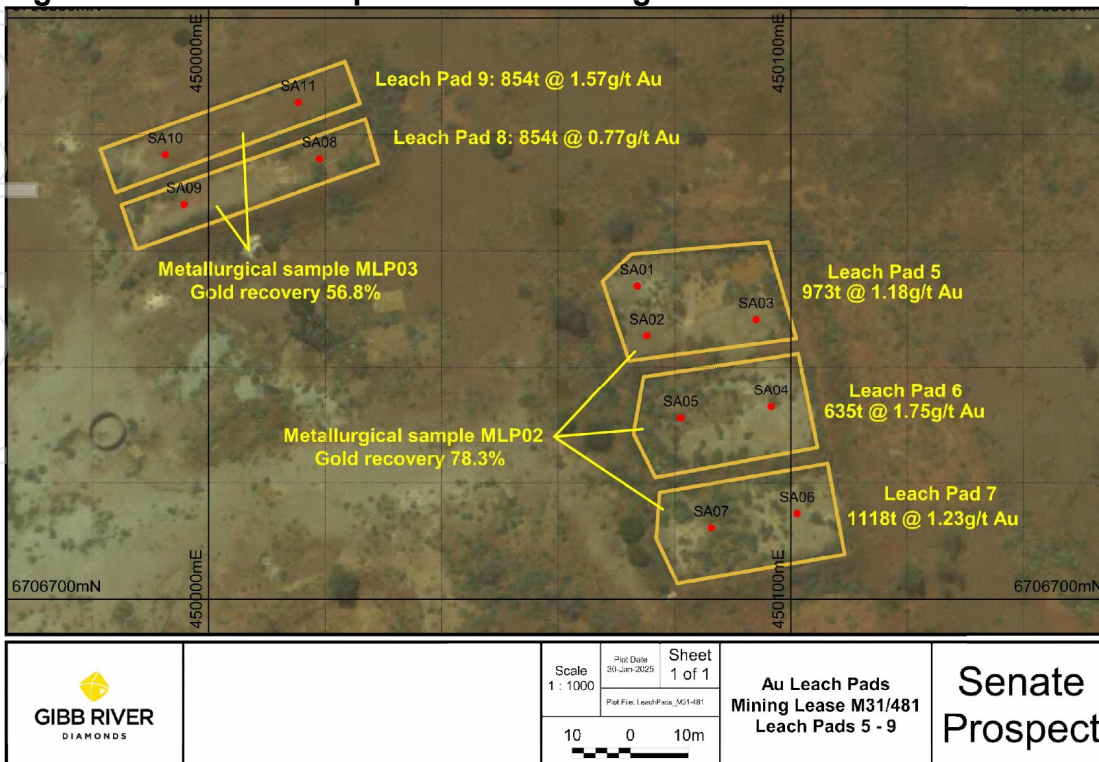 450000mE
450100mE
SA11
Leach Pad 9: 854t @ 1.57g/t Au
SA10
SA08
Leach Pad 8: 854t @ 0.77g/t Au
SA09
Metallurgical sample MLP03
Gold recovery 56.8%
SA01
SA02
SA03
Leach Pad 5
973t @ 1.18g/t Au
SA05
SA04
Leach Pad 6
635t @ 1.75g/t Au
Metallurgical sample MLP02
Gold recovery 78.3%
SA07
SA06
Leach Pad 7
1118t @ 1.23g/t Au
6706700mN
450000mE
450100mE
6706700mN
GIBB RIVER
DIAMONDS
Scale
1 : 1000
Plot Date
30-Jan-2025
Sheet
1 of 1
Plot File: LeachPads_M31-481
10 0 10m
Au Leach Pads
Mining Lease M31/481
Leach Pads 5 - 9
Senate
Prospect